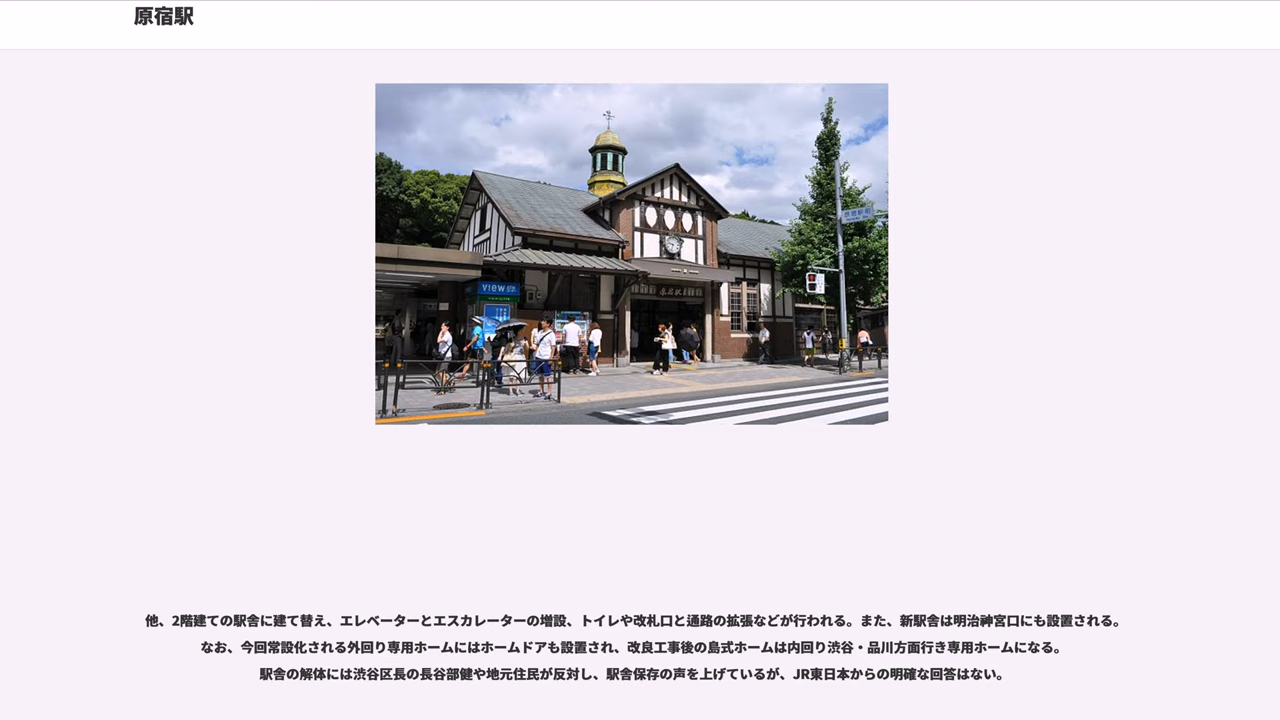 原宿駅
view
原宿駅前
他、2階建ての駅舎に建て替え、エレベーターとエスカレーターの増設、トイレや改札口と通路の拡張などが行われる。また、新駅舎は明治神宮口にも設置される。
なお、今回常設化される外回り専用ホームにはホームドアも設置され、改良工事後の島式ホームは内回り渋谷・品川方面行き専用ホームになる。
駅舎の解体には渋谷区長の長谷部健や地元住民が反対し、駅舎保存の声を上げているが、JR東日本からの明確な回答はない。